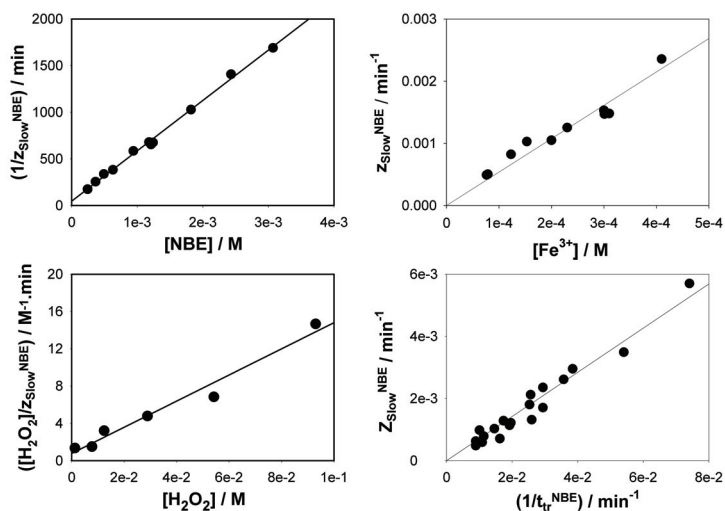 (1/z_Slow^NBE) / min
2000
1500
1000
500
0
0 1e-3 2e-3 3e-3 4e-3
[NBE] / M
z_Slow^NBE / min⁻¹
0.003
0.002
0.001
0.000
0 1e-4 2e-4 3e-4 4e-4 5e-4
[Fe³⁺] / M
([H₂O₂]/z_Slow^NBE) / M⁻¹.min
20
16
12
8
4
0
0 2e-2 4e-2 6e-2 8e-2 1e-1
[H₂O₂] / M
Z_Slow^NBE / min⁻¹
6e-3
4e-3
2e-3
0
0 2e-2 4e-2 6e-2 8e-2
(1/t_tr^NBE) / min⁻¹